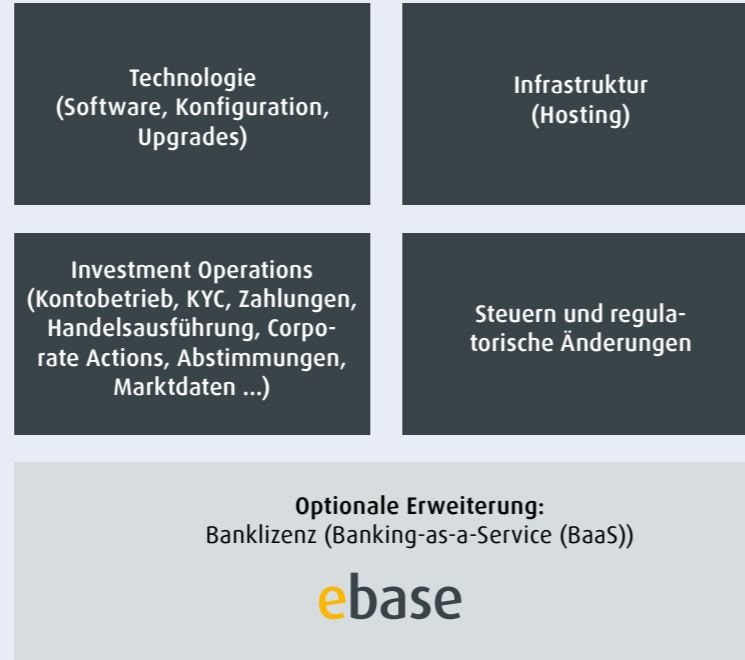 Technologie
(Software, Konfiguration,
Upgrades)
Infrastruktur
(Hosting)
Investment Operations
(Kontobetrieb, KYC, Zahlungen,
Handelsausführung, Corpo-
rate Actions, Abstimmungen,
Marktdaten ...)
Steuern und regula-
torische Änderungen
Optionale Erweiterung:
Banklizenz (Banking-as-a-Service (BaaS))
ebase